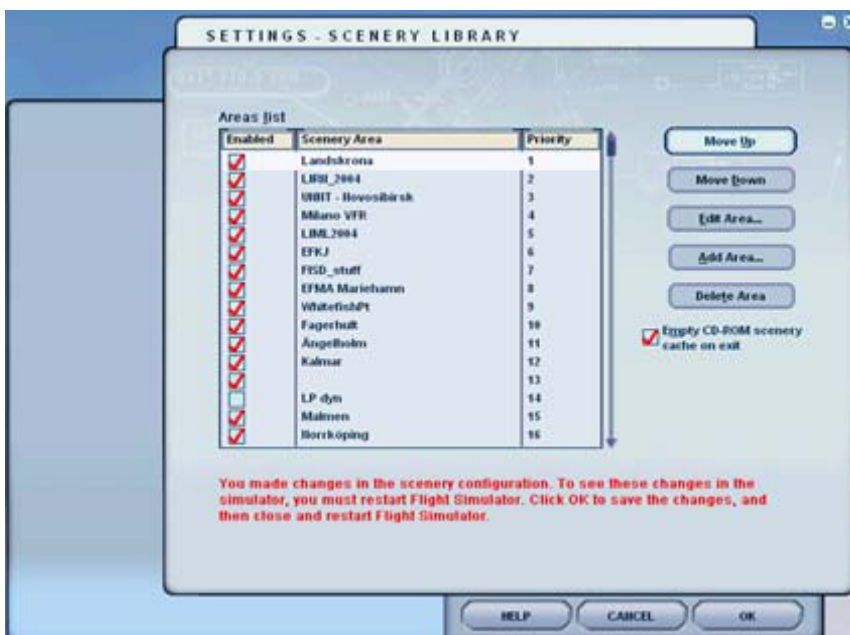 SETTINGS - SCENERY LIBRARY
Areas list
Enabled Scenery Area Priority
Landskrona 1
2
UNBT - Novosibirsk 3
Milano VFR 4
LIML2004 5
EFKJ 6
FISD_stuff 7
EFMA Mariehamn 8
WhitefishPt 9
Fagerhult 10
Ängelholm 11
Kalmar 12
13
LP dyn 14
Malmen 15
Norrköping 16
Move Up
Move Down
Edit Area...
Add Area...
Delete Area
Empty CD-ROM scenery
cache on exit
You made changes in the scenery configuration. To see these changes in the
simulator, you must restart Flight Simulator. Click OK to save the changes, and
then close and restart Flight Simulator.
HELP CANCEL OK